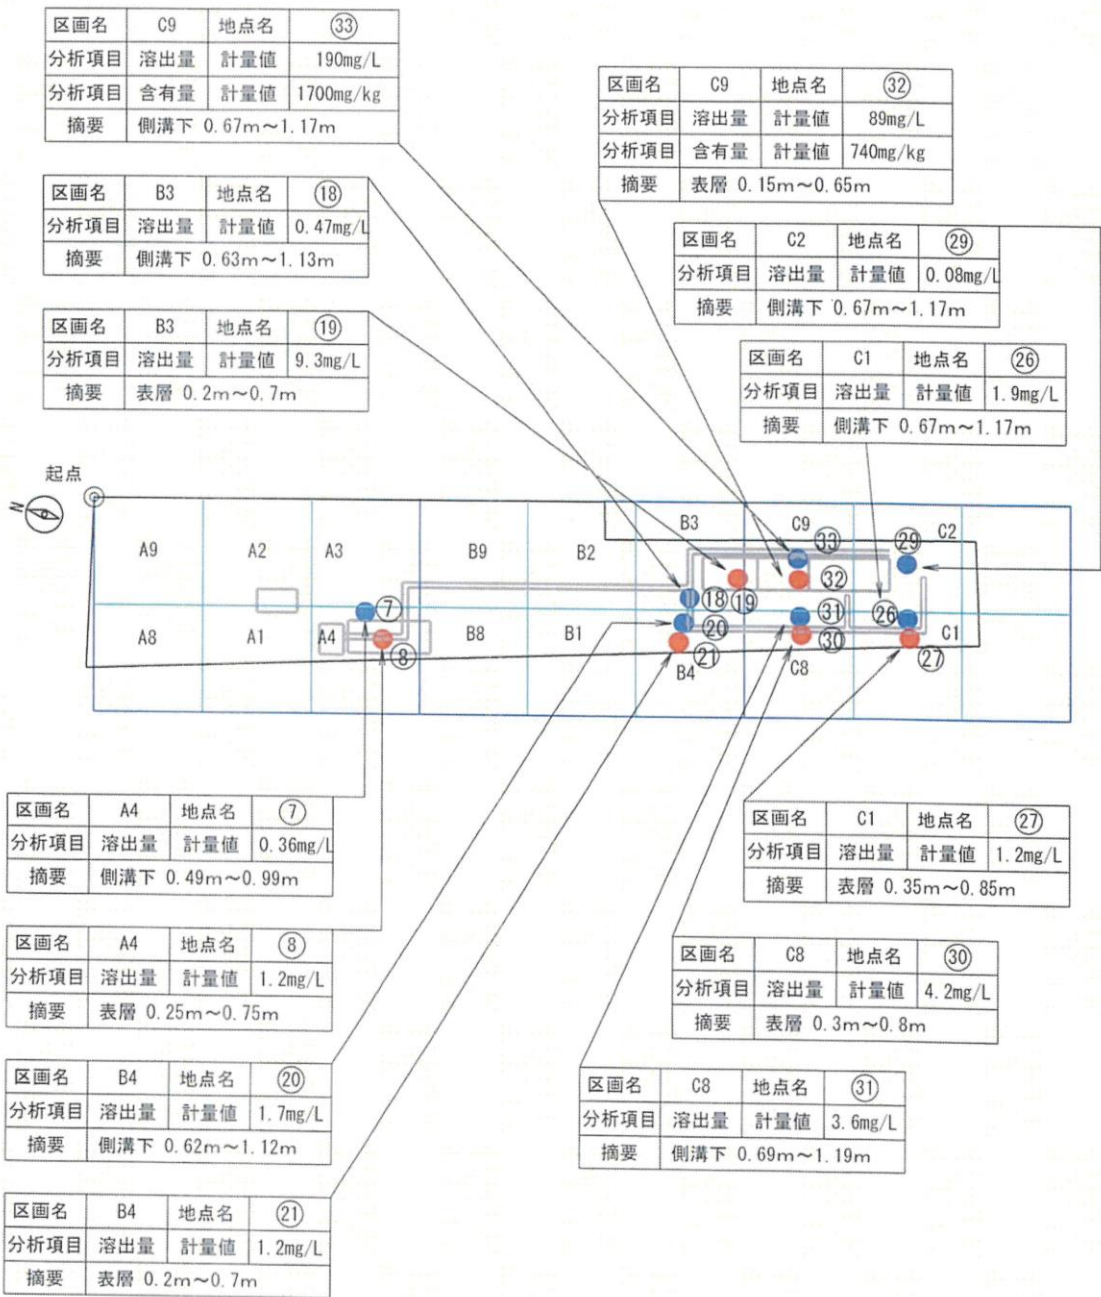 区画名 C9 地点名 ㉝
分析項目 溶出量 計量値 190mg/L
分析項目 含有量 計量値 1700mg/kg
摘要 側溝下 0.67m～1.17m
区画名 C9 地点名 ㉜
分析項目 溶出量 計量値 89mg/L
分析項目 含有量 計量値 740mg/kg
摘要 表層 0.15m～0.65m
区画名 B3 地点名 ⑱
分析項目 溶出量 計量値 0.47mg/L
摘要 側溝下 0.63m～1.13m
区画名 C2 地点名 ㉙
分析項目 溶出量 計量値 0.08mg/L
摘要 側溝下 0.67m～1.17m
区画名 B3 地点名 ⑲
分析項目 溶出量 計量値 9.3mg/L
摘要 表層 0.2m～0.7m
区画名 C1 地点名 ㉖
分析項目 溶出量 計量値 1.9mg/L
摘要 側溝下 0.67m～1.17m
起点
N
B3 C9 C2
A9 A2 A3 B9 B2 ㉝ ㉙
㉜
⑦ ⑱ ⑲ ㉛ ㉖
A8 A1 A4 ⑧ B8 B1 ⑳ ㉚ C1
㉑ ㉗
B4 C8
区画名 A4 地点名 ⑦
分析項目 溶出量 計量値 0.36mg/L
摘要 側溝下 0.49m～0.99m
区画名 C1 地点名 ㉗
分析項目 溶出量 計量値 1.2mg/L
摘要 表層 0.35m～0.85m
区画名 A4 地点名 ⑧
分析項目 溶出量 計量値 1.2mg/L
摘要 表層 0.25m～0.75m
区画名 C8 地点名 ㉚
分析項目 溶出量 計量値 4.2mg/L
摘要 表層 0.3m～0.8m
区画名 B4 地点名 ⑳
分析項目 溶出量 計量値 1.7mg/L
摘要 側溝下 0.62m～1.12m
区画名 C8 地点名 ㉛
分析項目 溶出量 計量値 3.6mg/L
摘要 側溝下 0.69m～1.19m
区画名 B4 地点名 ㉑
分析項目 溶出量 計量値 1.2mg/L
摘要 表層 0.2m～0.7m